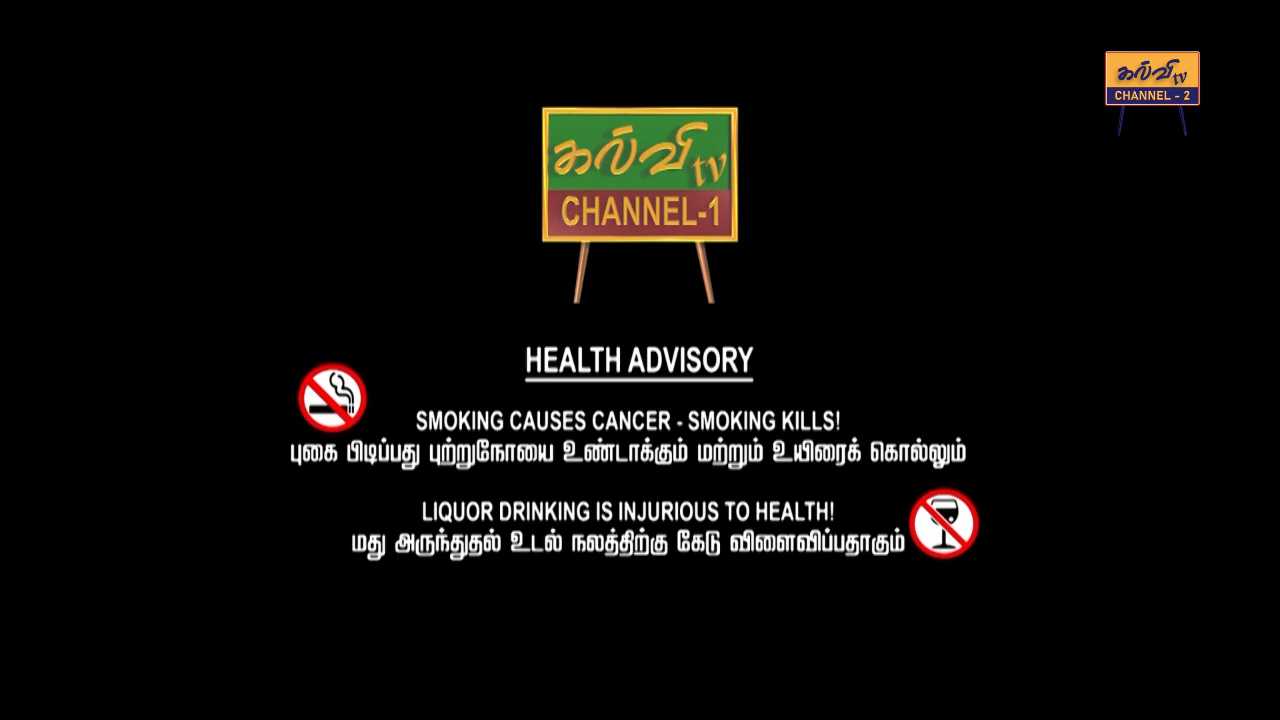 கல்வி tv
CHANNEL - 2
கல்வி tv
CHANNEL-1
HEALTH ADVISORY
SMOKING CAUSES CANCER - SMOKING KILLS!
புகை பிடிப்பது புற்றுநோயை உண்டாக்கும் மற்றும் உயிரைக் கொல்லும்
LIQUOR DRINKING IS INJURIOUS TO HEALTH!
மது அருந்துதல் உடல் நலத்திற்கு கேடு விளைவிப்பதாகும்